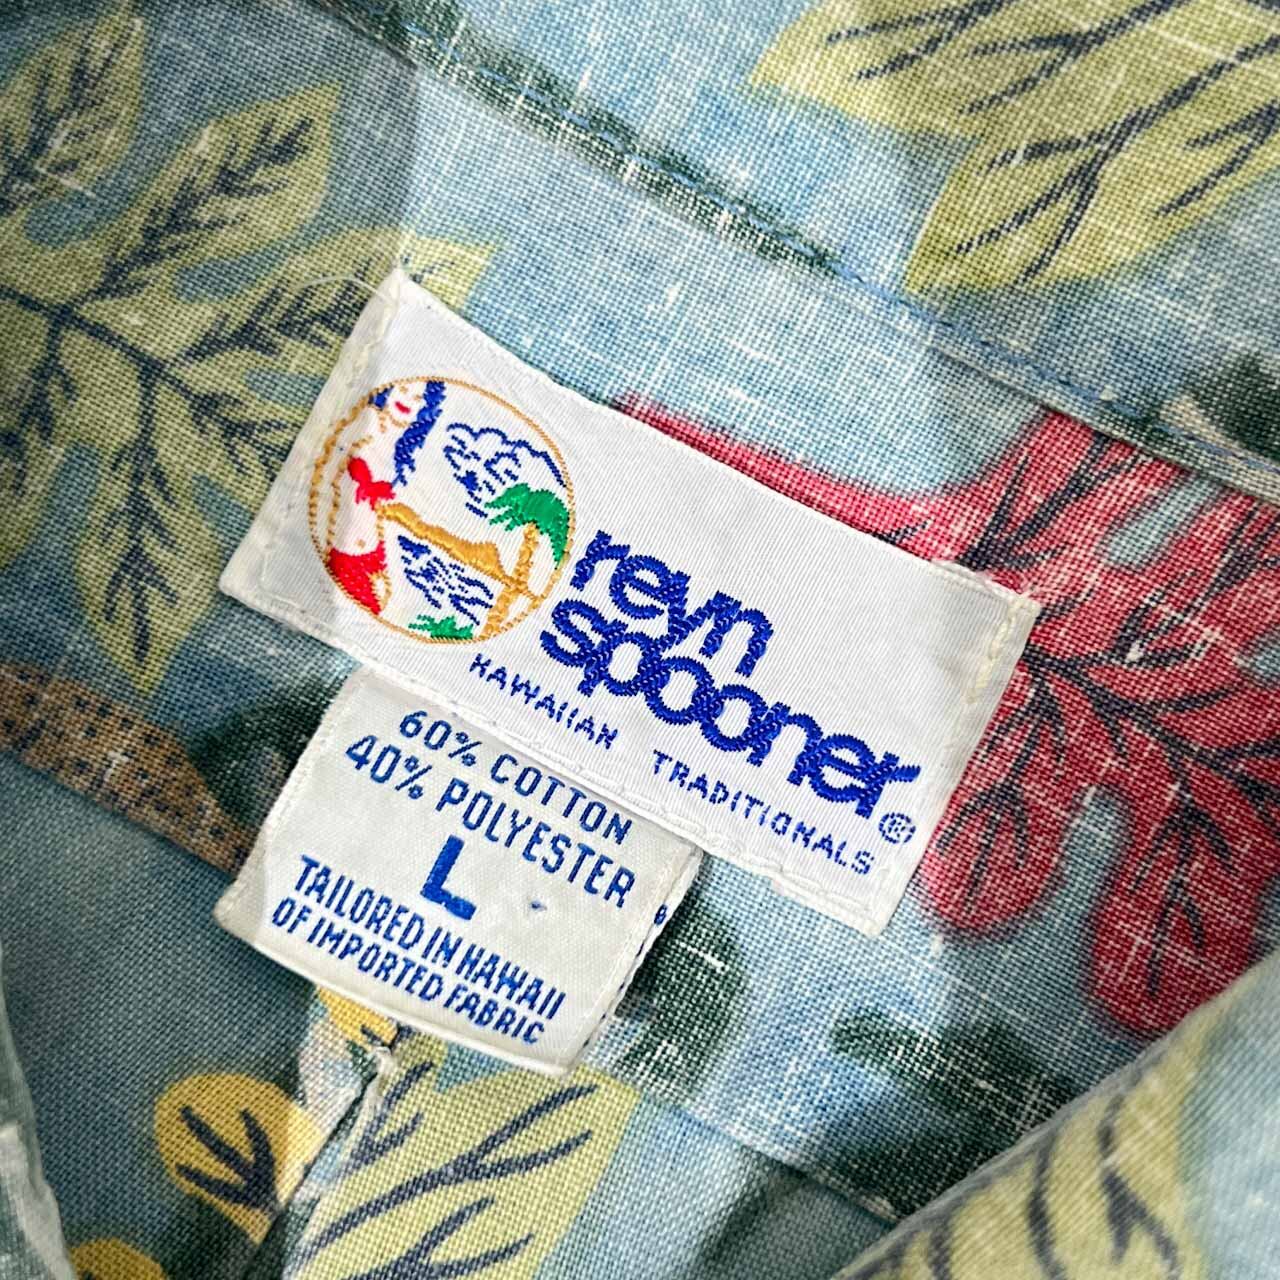 reyn
spooner®
HAWAIIAN TRADITIONALS
60% COTTON
40% POLYESTER
L
TAILORED IN HAWAII
OF IMPORTED FABRIC